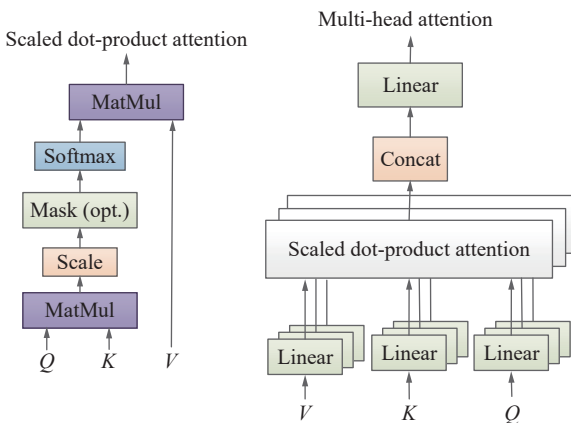 Scaled dot-product attention
MatMul
Softmax
Mask (opt.)
Scale
MatMul
Q K V
Multi-head attention
Linear
Concat
Scaled dot-product attention
Linear Linear Linear
V K Q